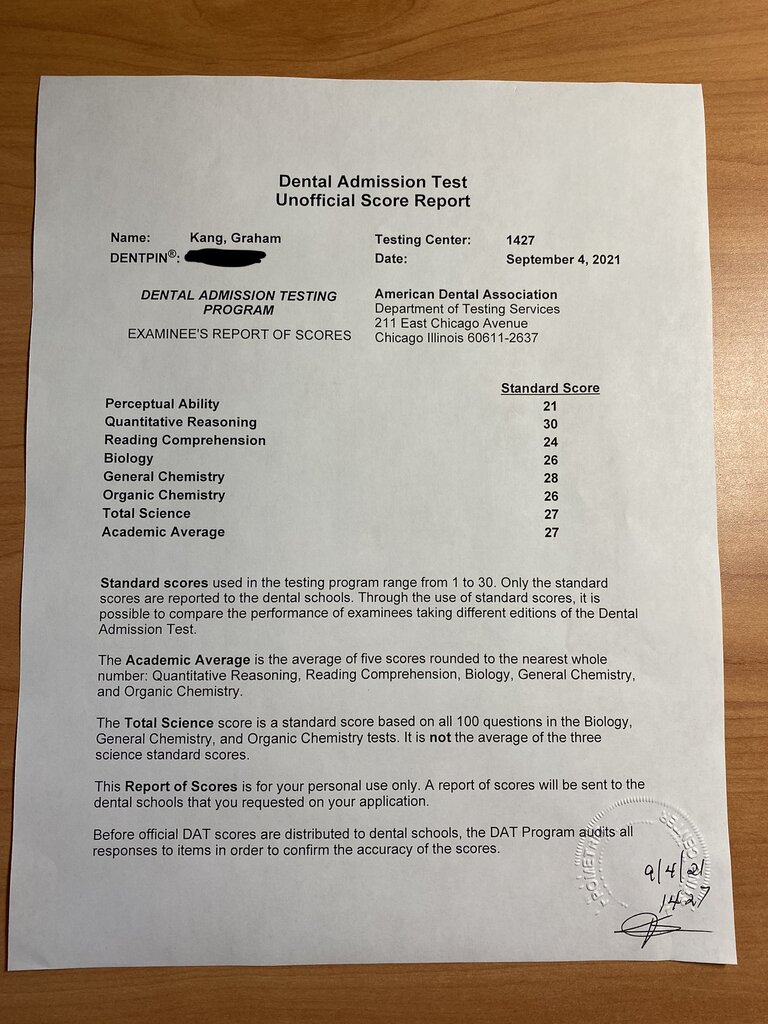 Dental Admission Test
Unofficial Score Report
Name: Kang, Graham
Testing Center: 1427
DENTPIN®:
Date: September 4, 2021
DENTAL ADMISSION TESTING
PROGRAM
EXAMINEE'S REPORT OF SCORES
American Dental Association
Department of Testing Services
211 East Chicago Avenue
Chicago Illinois 60611-2637
Standard Score
Perceptual Ability 21
Quantitative Reasoning 30
Reading Comprehension 24
Biology 26
General Chemistry 28
Organic Chemistry 26
Total Science 27
Academic Average 27
Standard scores used in the testing program range from 1 to 30. Only the standard
scores are reported to the dental schools. Through the use of standard scores, it is
possible to compare the performance of examinees taking different editions of the Dental
Admission Test.
The Academic Average is the average of five scores rounded to the nearest whole
number: Quantitative Reasoning, Reading Comprehension, Biology, General Chemistry,
and Organic Chemistry.
The Total Science score is a standard score based on all 100 questions in the Biology,
General Chemistry, and Organic Chemistry tests. It is not the average of the three
science standard scores.
This Report of Scores is for your personal use only. A report of scores will be sent to the
dental schools that you requested on your application.
Before official DAT scores are distributed to dental schools, the DAT Program audits all
responses to items in order to confirm the accuracy of the scores.
9/4/21
1427